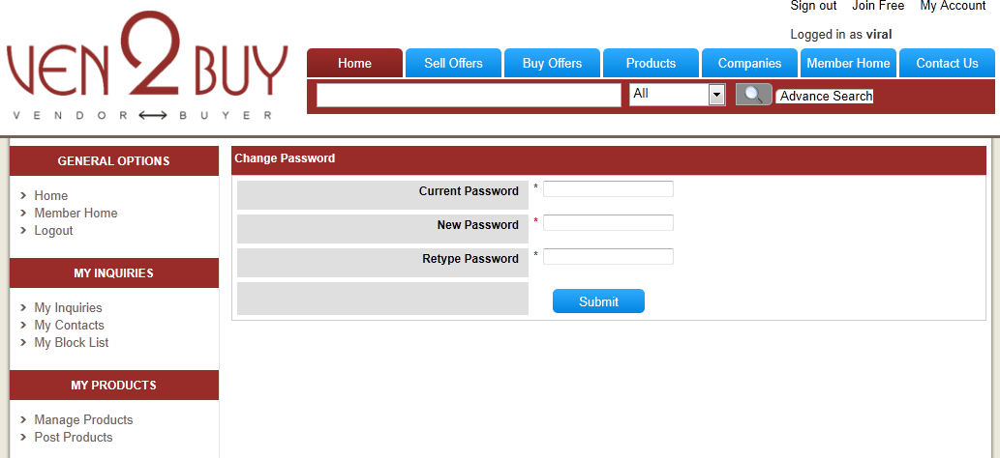 Sign out Join Free My Account
VEN2BUY
VENDOR BUYER
Logged in as viral
Home Sell Offers Buy Offers Products Companies Member Home Contact Us
All Advance Search
GENERAL OPTIONS
Home
Member Home
Logout
MY INQUIRIES
My Inquiries
My Contacts
My Block List
MY PRODUCTS
Manage Products
Post Products
Change Password
Current Password *
New Password *
Retype Password *
Submit